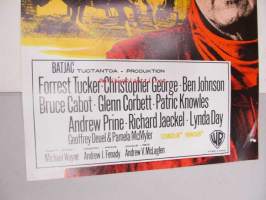 BATJAC TUOTANTOA - PRODUKTION
Forrest Tucker · Christopher George · Ben Johnson
Bruce Cabot · Glenn Corbett · Patric Knowles
Andrew Prine · Richard Jaeckel · Lynda Day
Geoffrey Deuel & Pamela McMyler
Michael Wayne Andrew J. Fenady Andrew V. McLaglen